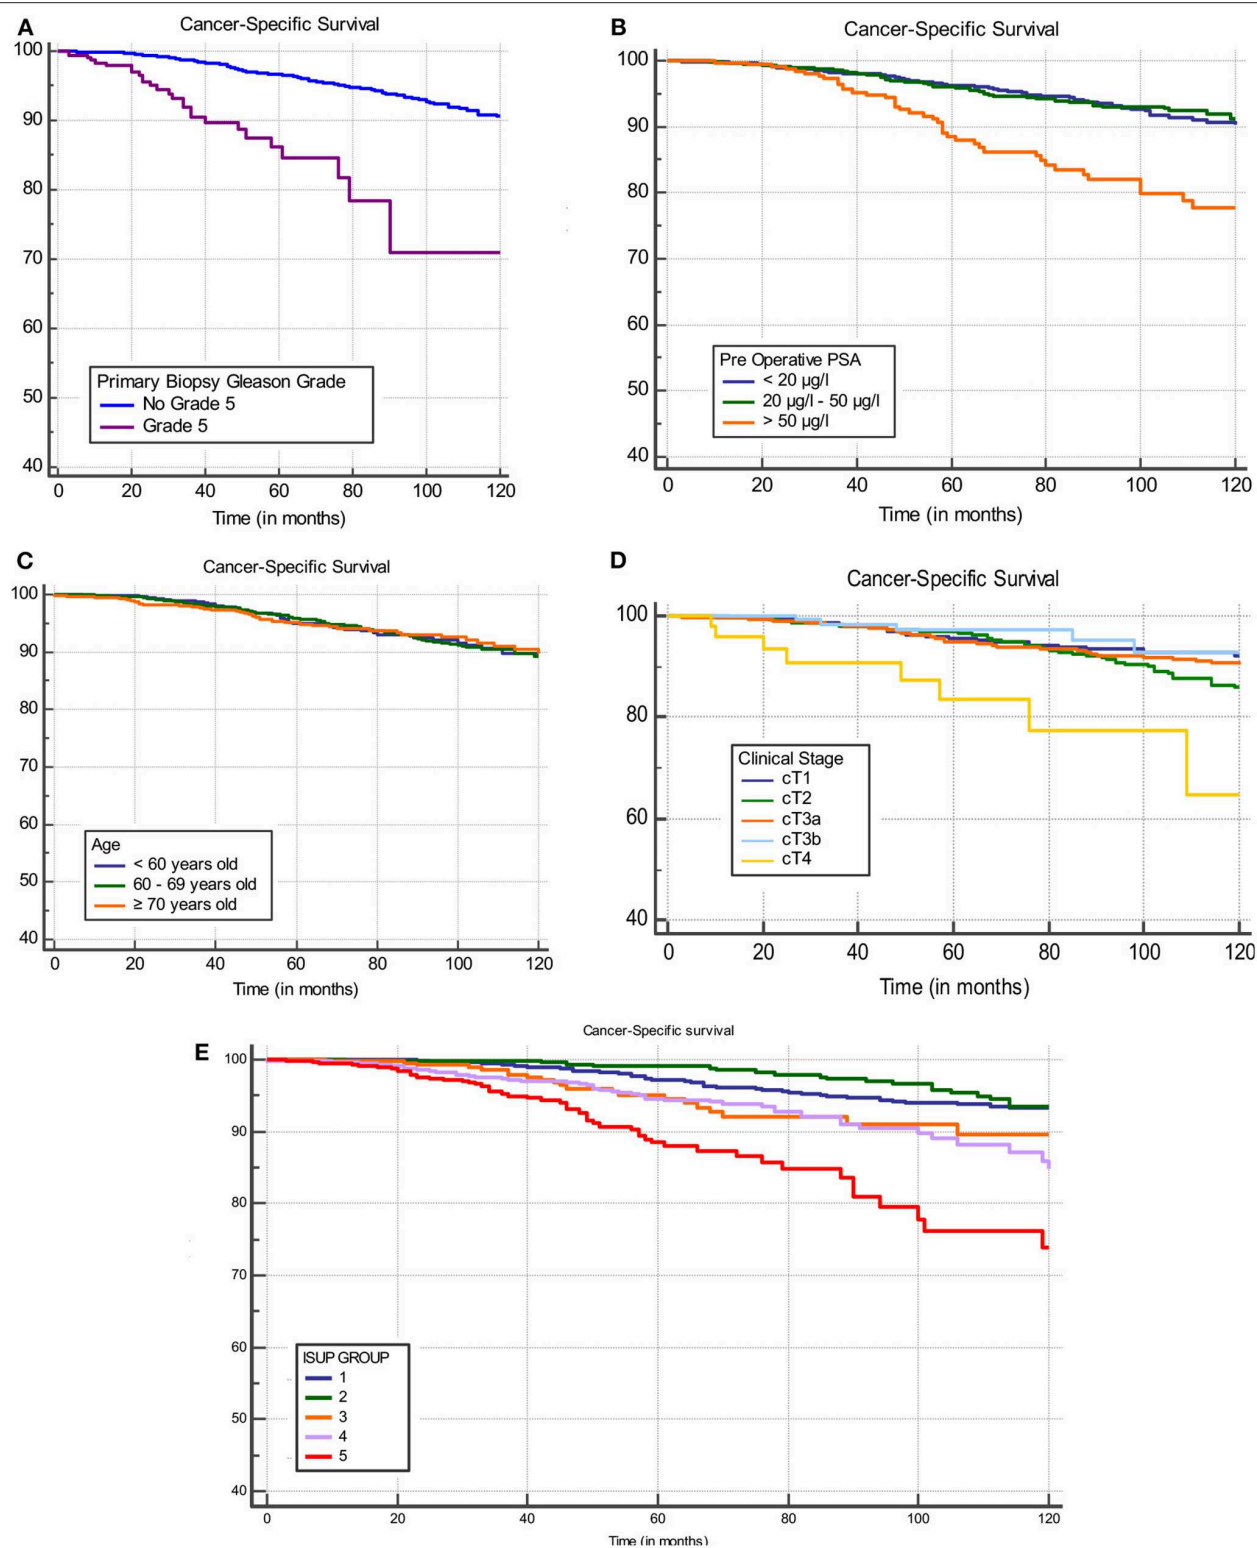 A
Cancer-Specific Survival
100
90
80
70
60
50
40
Primary Biopsy Gleason Grade
No Grade 5
Grade 5
0 20 40 60 80 100 120
Time (in months)
B
Cancer-Specific Survival
100
90
80
70
60
50
40
Pre Operative PSA
< 20 µg/l
20 µg/l - 50 µg/l
> 50 µg/l
0 20 40 60 80 100 120
Time (in months)
C
Cancer-Specific Survival
100
90
80
70
60
50
40
Age
< 60 years old
60 - 69 years old
≥ 70 years old
0 20 40 60 80 100 120
Time (in months)
D
Cancer-Specific Survival
100
80
60
40
Clinical Stage
cT1
cT2
cT3a
cT3b
cT4
0 20 40 60 80 100 120
Time (in months)
E
Cancer-Specific survival
100
90
80
70
60
50
40
ISUP GROUP
1
2
3
4
5
0 20 40 60 80 100 120
Time (in months)